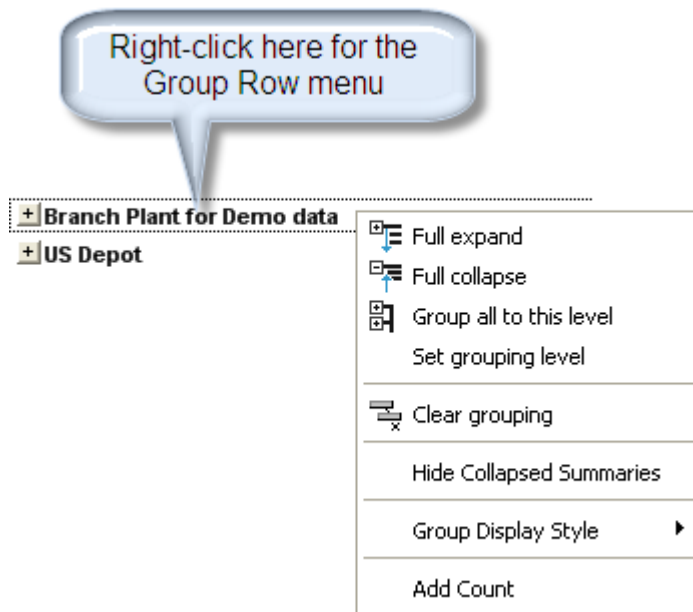 Right-click here for the
Group Row menu
Branch Plant for Demo data
US Depot
Full expand
Full collapse
Group all to this level
Set grouping level
Clear grouping
Hide Collapsed Summaries
Group Display Style
Add Count